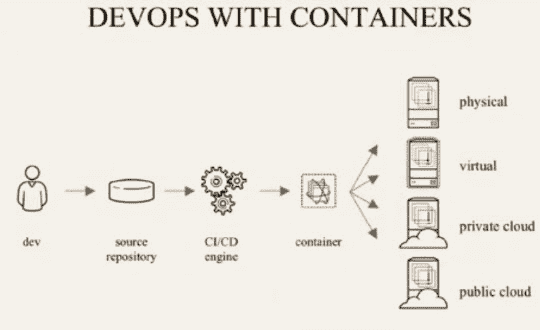 DEVOPS WITH CONTAINERS
physical
virtual
private cloud
public cloud
dev
source
repository
CI/CD
engine
container